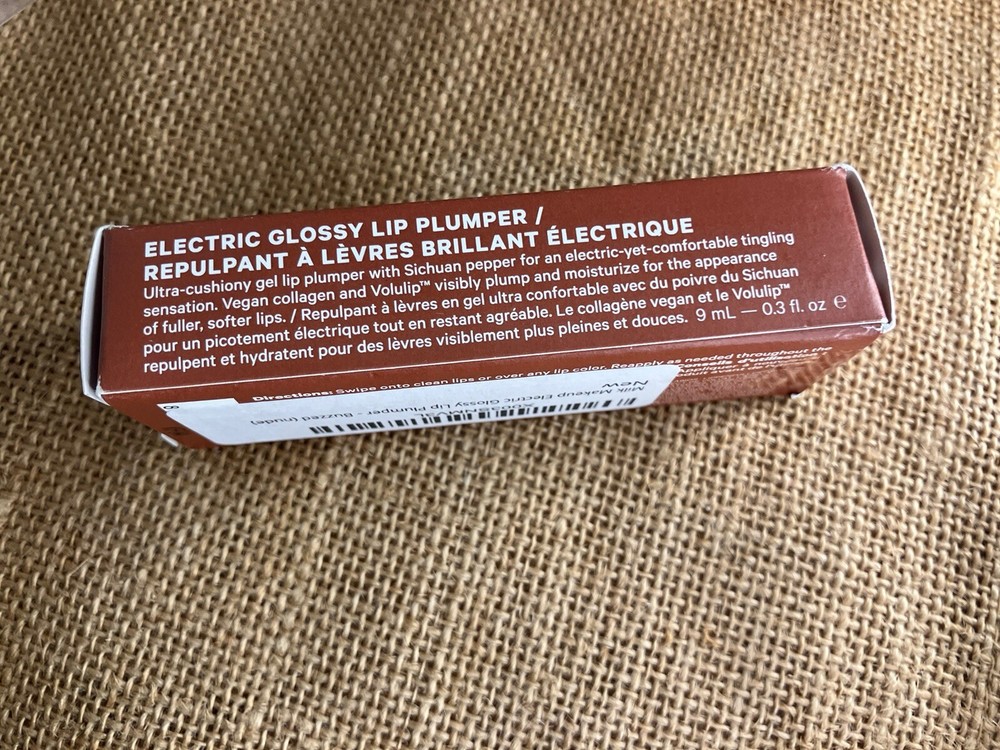 ELECTRIC GLOSSY LIP PLUMPER /
REPULPANT À LÈVRES BRILLANT ÉLECTRIQUE
Ultra-cushiony gel lip plumper with Sichuan pepper for an electric-yet-comfortable tingling
sensation. Vegan collagen and Volulip™ visibly plump and moisturize for the appearance
of fuller, softer lips. / Repulpant à lèvres en gel ultra confortable avec du poivre du Sichuan
pour un picotement électrique tout en restant agréable. Le collagène vegan et le Volulip™
repulpent et hydratent pour des lèvres visiblement plus pleines et douces. 9 mL — 0.3 fl. oz ℮
Directions: Swipe onto clean lips or over any lip color. Reapply as needed throughout the
Conseils d'utilisation
Appliquer
Milk Makeup Electric Glossy Lip Plumper - Buzzed (nude)
New